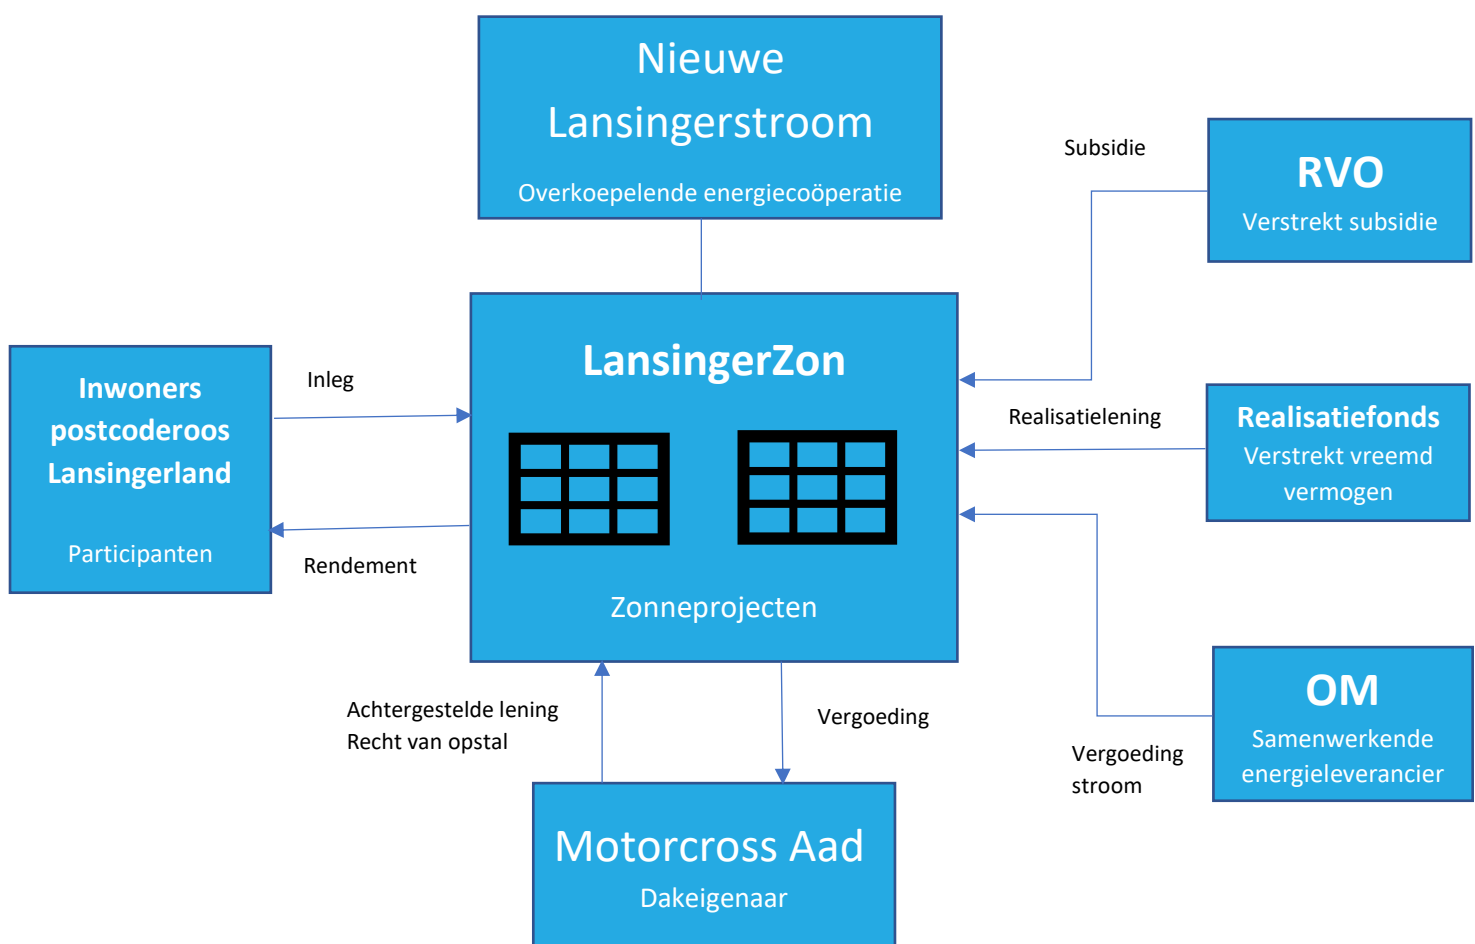 Nieuwe
Lansingerstroom
Overkoepelende energiecoöperatie
Subsidie
RVO
Verstrekt subsidie
Inwoners
postcoderoos
Lansingerland
Participanten
Inleg
Rendement
LansingerZon
Zonneprojecten
Realisatielening
Realisatiefonds
Verstrekt vreemd
vermogen
Achtergestelde lening
Recht van opstal
Vergoeding
Vergoeding
stroom
OM
Samenwerkende
energieleverancier
Motorcross Aad
Dakeigenaar